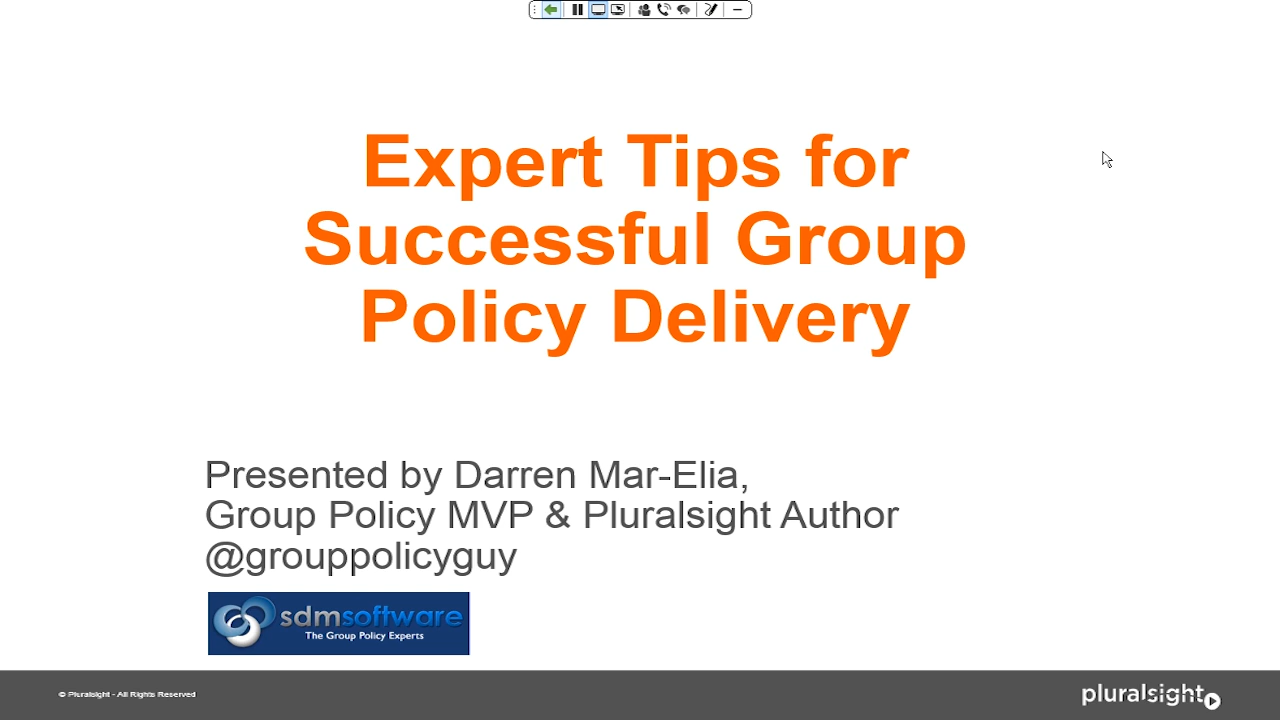 Expert Tips for
Successful Group
Policy Delivery
Presented by Darren Mar-Elia,
Group Policy MVP & Pluralsight Author
@grouppolicyguy
sdmsoftware
The Group Policy Experts
© Pluralsight - All Rights Reserved
pluralsight